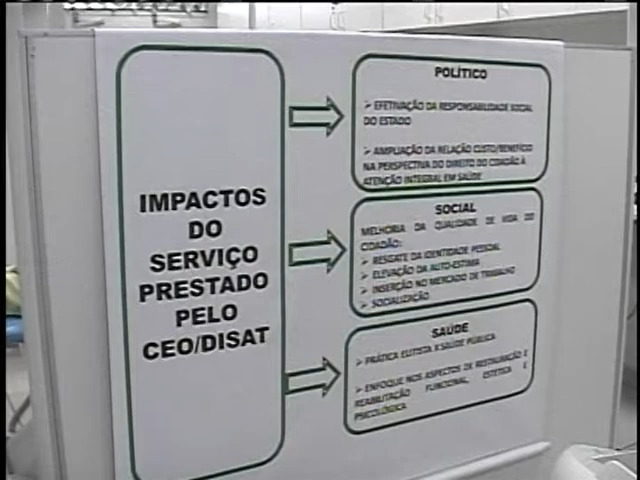 IMPACTOS
DO
SERVIÇO
PRESTADO
PELO
CEO/DISAT
POLÍTICO
➢ EFETIVAÇÃO DA RESPONSABILIDADE SOCIAL
DO ESTADO
➢ AMPLIAÇÃO DA RELAÇÃO CUSTO/BENEFÍCIO
NA PERSPECTIVA DO DIREITO DO CIDADÃO À
ATENÇÃO INTEGRAL EM SAÚDE
SOCIAL
MELHORIA DA QUALIDADE DE VIDA DO
CIDADÃO:
➢ RESGATE DA IDENTIDADE PESSOAL
➢ ELEVAÇÃO DA AUTO-ESTIMA
➢ INSERÇÃO NO MERCADO DE TRABALHO
➢ SOCIALIZAÇÃO
SAÚDE
➢ PRÁTICA ELITISTA X SAÚDE PÚBLICA
➢ ENFOQUE NOS ASPECTOS DE RESTAURAÇÃO E
REABILITAÇÃO FUNCIONAL, ESTÉTICA E
PSICOLÓGICA